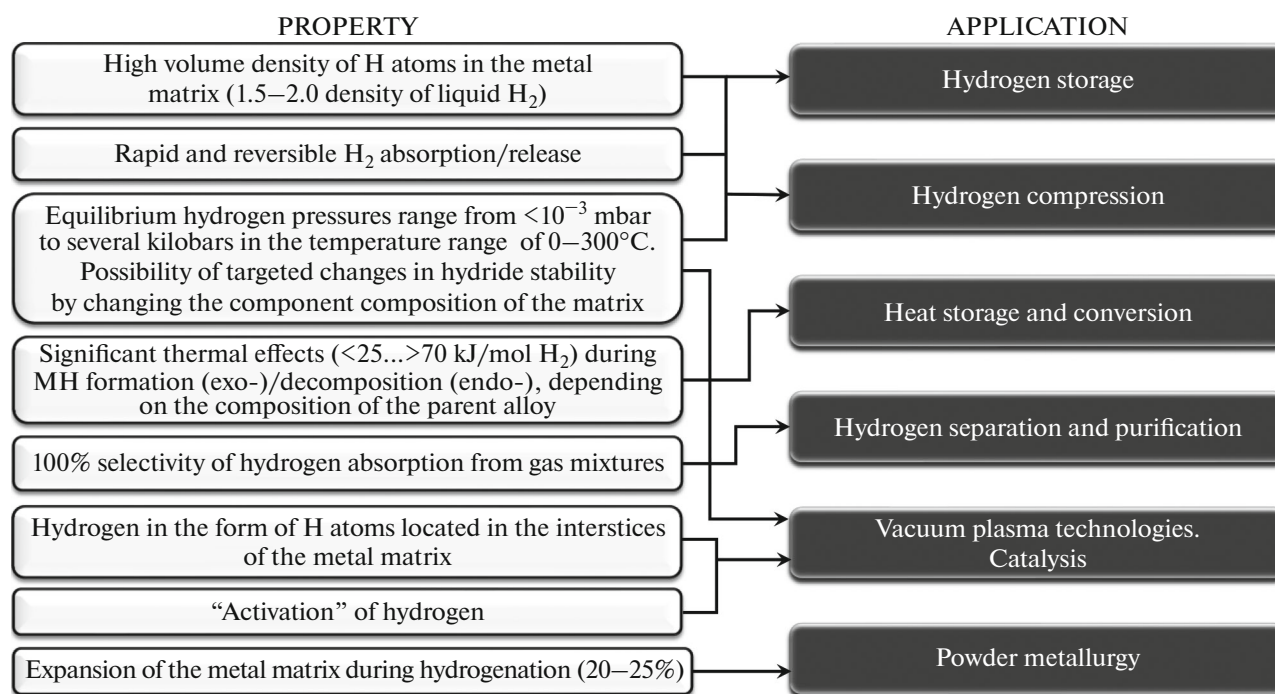 PROPERTY
High volume density of H atoms in the metal
matrix (1.5–2.0 density of liquid H₂)
Rapid and reversible H₂ absorption/release
Equilibrium hydrogen pressures range from <10⁻³ mbar
to several kilobars in the temperature range of 0–300°C.
Possibility of targeted changes in hydride stability
by changing the component composition of the matrix
Significant thermal effects (<25...>70 kJ/mol H₂) during
MH formation (exo-)/decomposition (endo-), depending
on the composition of the parent alloy
100% selectivity of hydrogen absorption from gas mixtures
Hydrogen in the form of H atoms located in the interstices
of the metal matrix
“Activation” of hydrogen
Expansion of the metal matrix during hydrogenation (20–25%)
APPLICATION
Hydrogen storage
Hydrogen compression
Heat storage and conversion
Hydrogen separation and purification
Vacuum plasma technologies.
Catalysis
Powder metallurgy